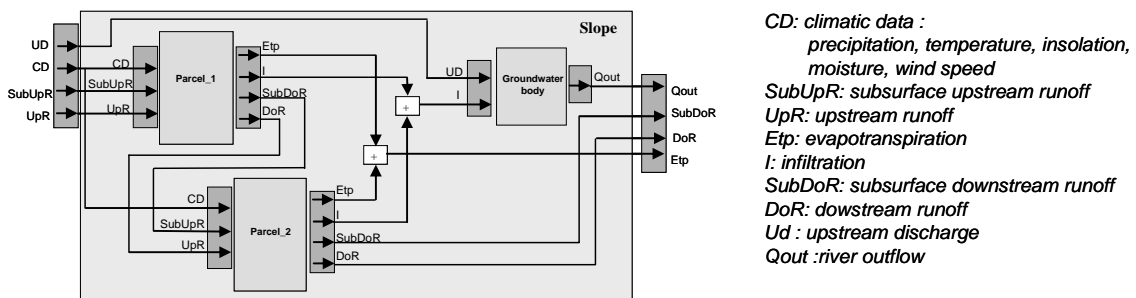 Slope
UD
CD
SubUpR
UpR
CD
SubUpR
UpR
Parcel_1
Etp
I
SubDoR
DoR
+
+
UD
I
Groundwater
body
Qout
Qout
SubDoR
DoR
Etp
CD
SubUpR
UpR
Parcel_2
Etp
I
SubDoR
DoR
CD: climatic data :
precipitation, temperature, insolation,
moisture, wind speed
SubUpR: subsurface upstream runoff
UpR: upstream runoff
Etp: evapotranspiration
I: infiltration
SubDoR: subsurface downstream runoff
DoR: dowstream runoff
Ud : upstream discharge
Qout :river outflow